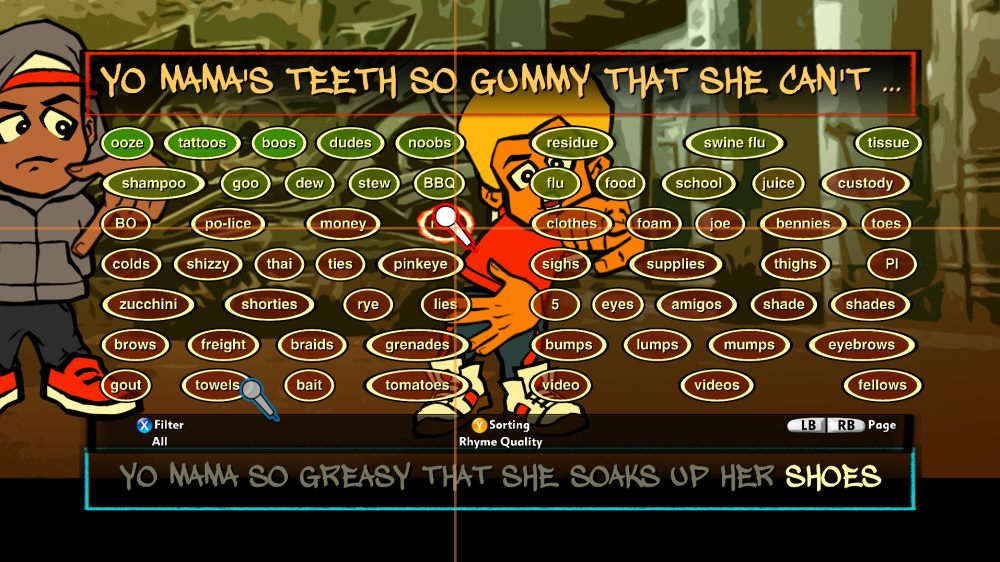 YO MAMA'S TEETH SO GUMMY THAT SHE CAN'T ...
ooze tattoos boos dudes noobs residue swine flu tissue
shampoo goo dew stew BBQ flu food school juice custody
BO po-lice money clothes foam joe bennies toes
colds shizzy thai ties pinkeye sighs supplies thighs PI
zucchini shorties rye lies 5 eyes amigos shade shades
brows freight braids grenades bumps lumps mumps eyebrows
gout towels bait tomatoes video videos fellows
X Filter Y Sorting LB RB Page
All Rhyme Quality
YO MAMA SO GREASY THAT SHE SOAKS UP HER SHOES